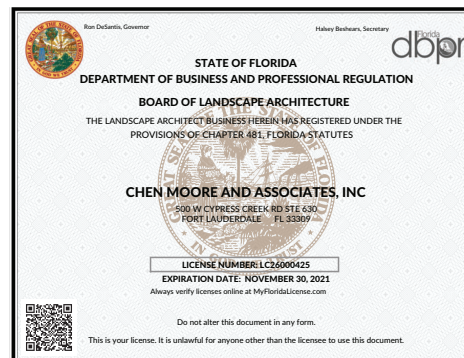 Ron DeSantis, Governor
Halsey Beshears, Secretary
Florida
dbpr
STATE OF FLORIDA
DEPARTMENT OF BUSINESS AND PROFESSIONAL REGULATION
BOARD OF LANDSCAPE ARCHITECTURE
THE LANDSCAPE ARCHITECT BUSINESS HEREIN HAS REGISTERED UNDER THE
PROVISIONS OF CHAPTER 481, FLORIDA STATUTES
CHEN MOORE AND ASSOCIATES, INC
500 W CYPRESS CREEK RD STE 630
FORT LAUDERDALE FL 33309
LICENSE NUMBER: LC26000425
EXPIRATION DATE: NOVEMBER 30, 2021
Always verify licenses online at MyFloridaLicense.com
Do not alter this document in any form.
This is your license. It is unlawful for anyone other than the licensee to use this document.